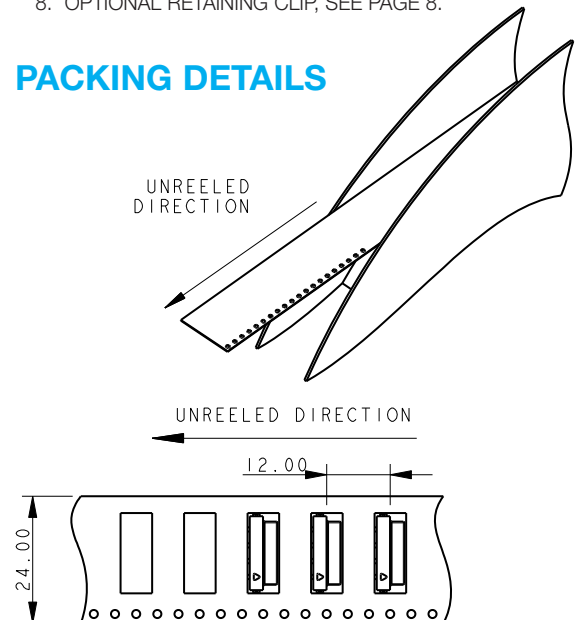 8. OPTIONAL RETAINING CLIP, SEE PAGE 8.
PACKING DETAILS
UNREELED
DIRECTION
UNREELED DIRECTION
12.00
24.00